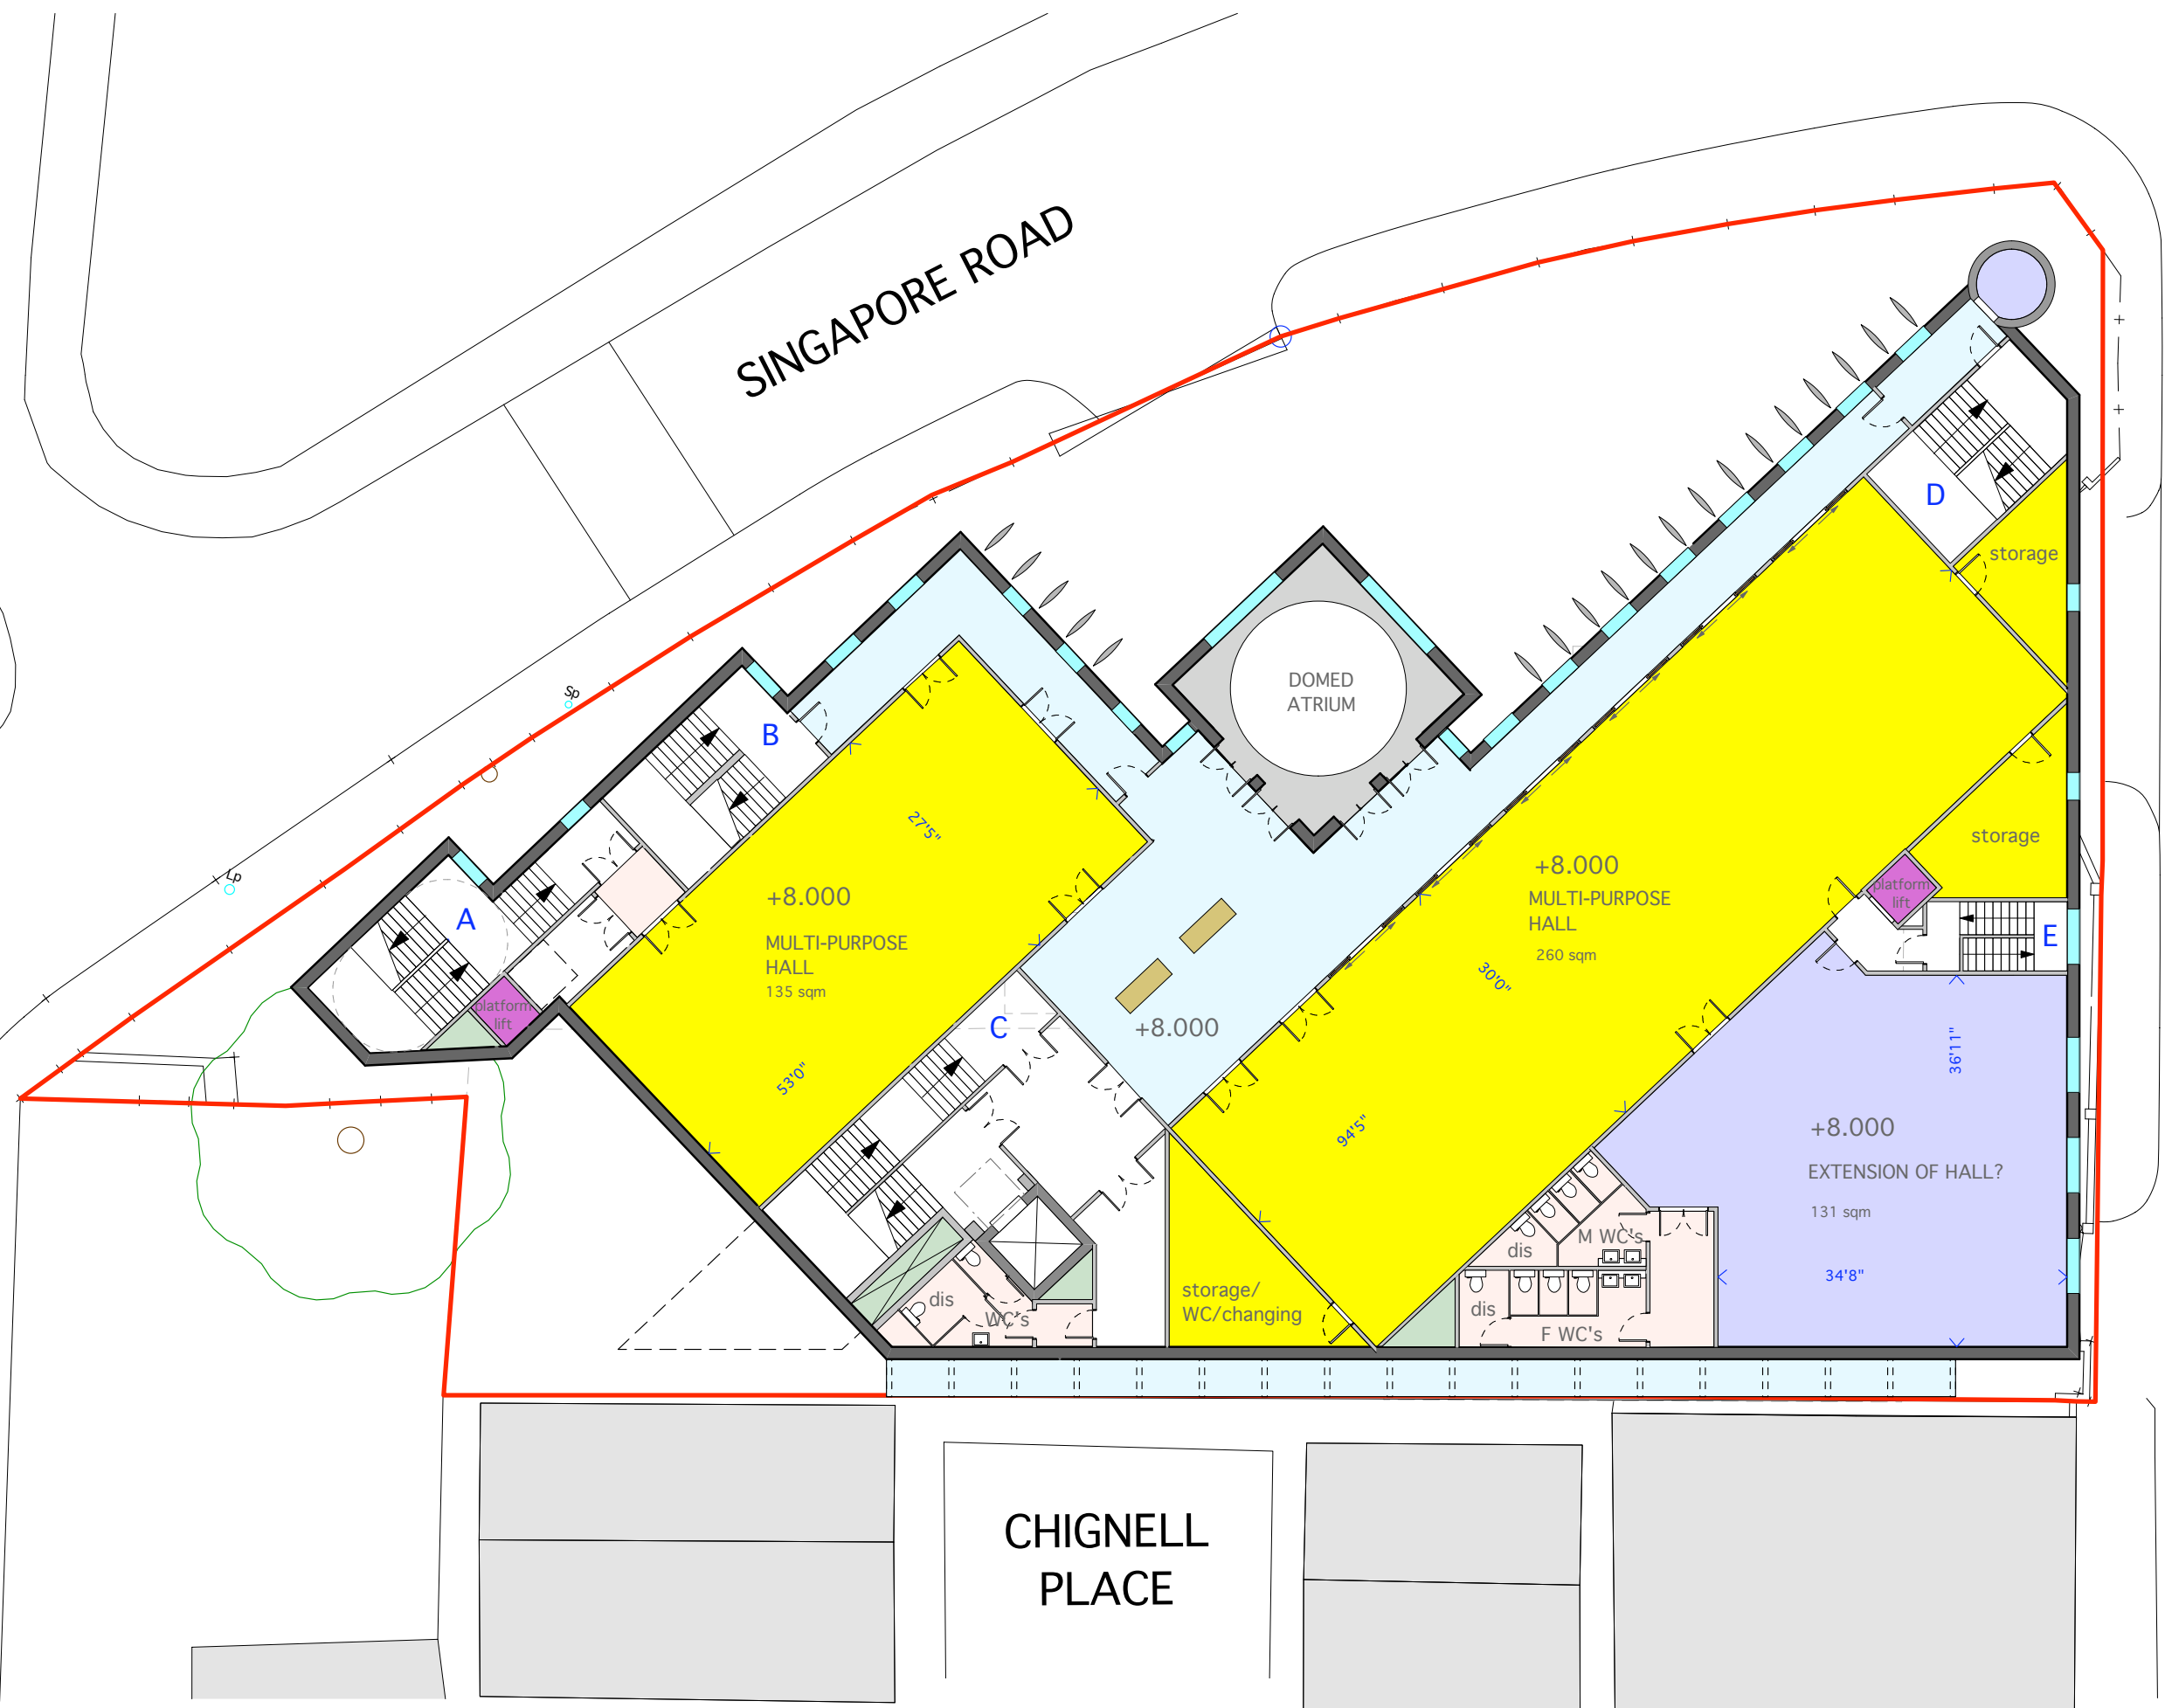 SINGAPORE ROAD
Sp
Lp
DOMED
ATRIUM
D
storage
B
27'5"
+8.000
MULTI-PURPOSE
HALL
135 sqm
53'0"
A
platform
lift
+8.000
MULTI-PURPOSE
HALL
260 sqm
30'0"
94'5"
storage
platform
lift
E
C
+8.000
36'11"
+8.000
EXTENSION OF HALL?
131 sqm
34'8"
M WC's
dis
dis
F WC's
storage/
WC/changing
dis
WC's
CHIGNELL
PLACE